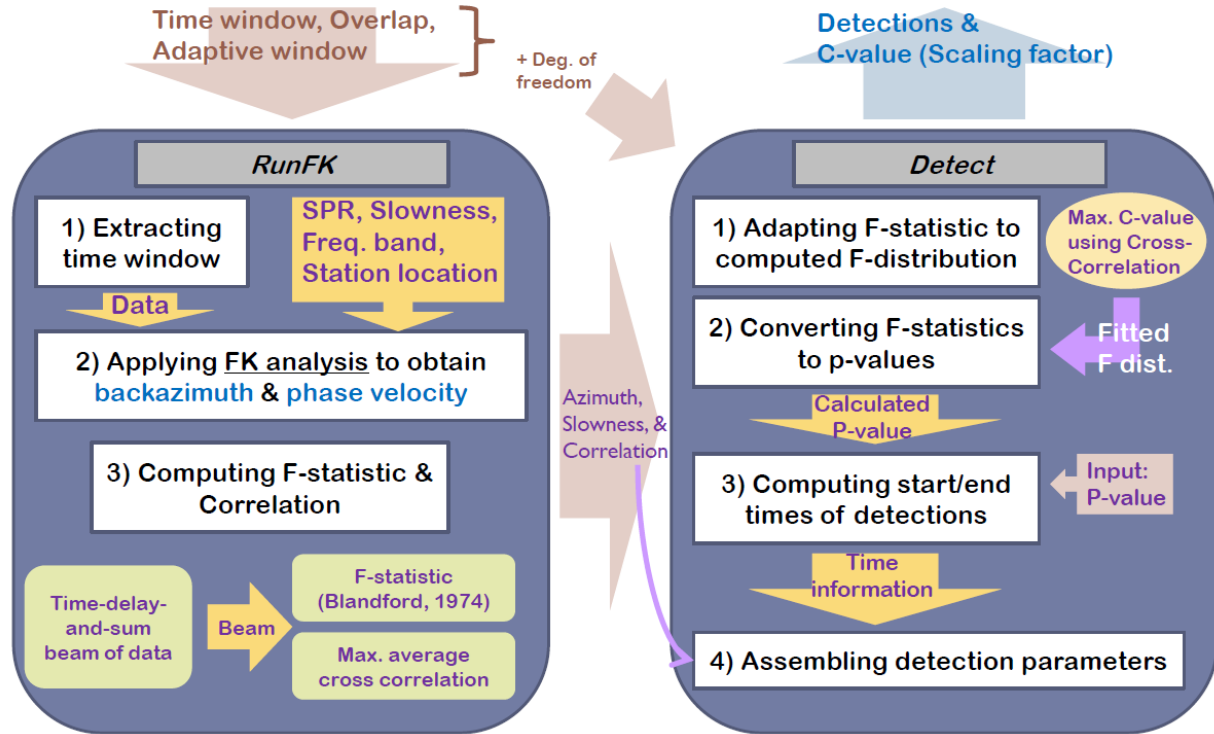 Time window, Overlap,
Adaptive window
+ Deg. of
freedom
Detections &
C-value (Scaling factor)
RunFK
1) Extracting
time window
SPR, Slowness,
Freq. band,
Station location
Data
2) Applying FK analysis to obtain
backazimuth & phase velocity
3) Computing F-statistic &
Correlation
Time-delay-
and-sum
beam of data
Beam
F-statistic
(Blandford, 1974)
Max. average
cross correlation
Azimuth,
Slowness, &
Correlation
Detect
1) Adapting F-statistic to
computed F-distribution
Max. C-value
using Cross-
Correlation
2) Converting F-statistics
to p-values
Fitted
F dist.
Calculated
P-value
3) Computing start/end
times of detections
Input:
P-value
Time
information
4) Assembling detection parameters